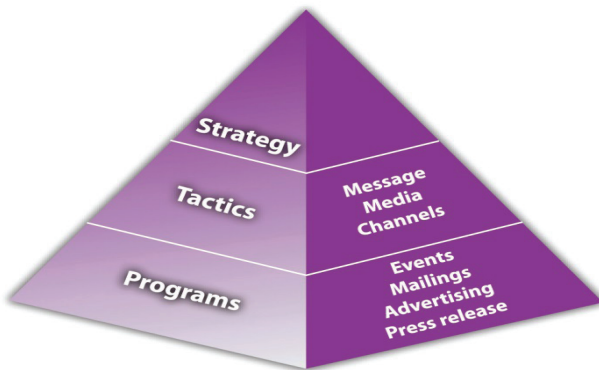 Strategy
Tactics
Message
Media
Channels
Programs
Events
Mailings
Advertising
Press release